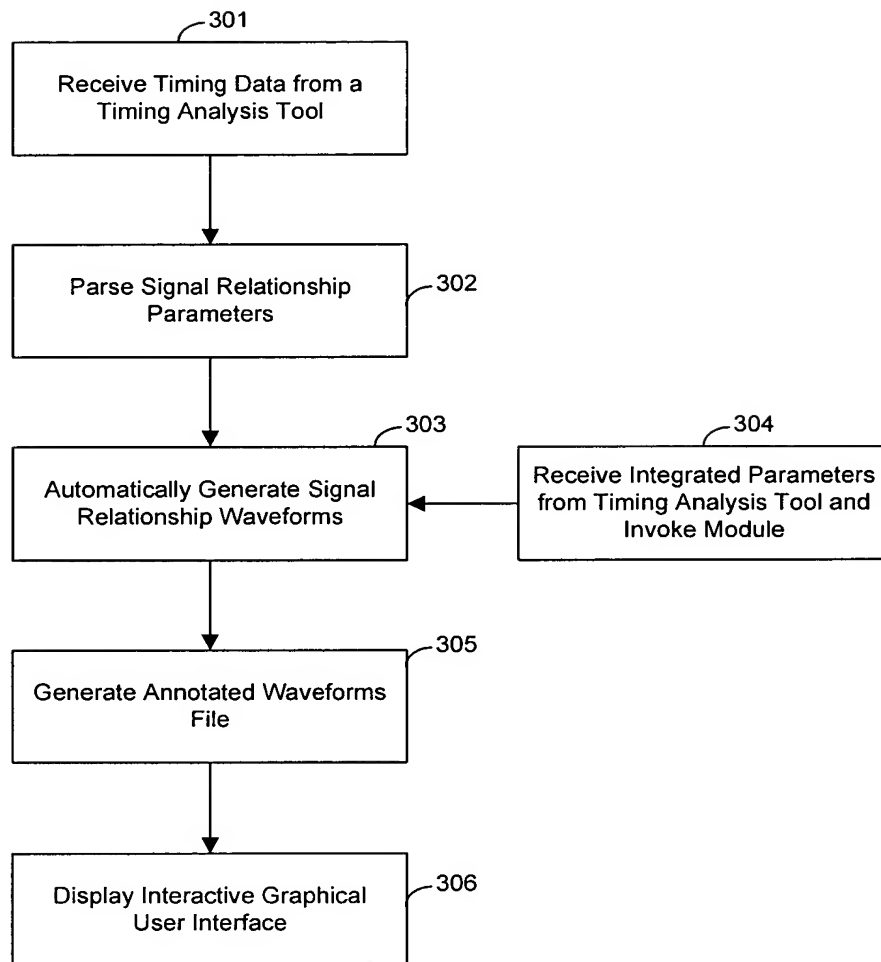 301
Receive Timing Data from a
Timing Analysis Tool
302
Parse Signal Relationship
Parameters
303
Automatically Generate Signal
Relationship Waveforms
304
Receive Integrated Parameters
from Timing Analysis Tool and
Invoke Module
305
Generate Annotated Waveforms
File
306
Display Interactive Graphical
User Interface